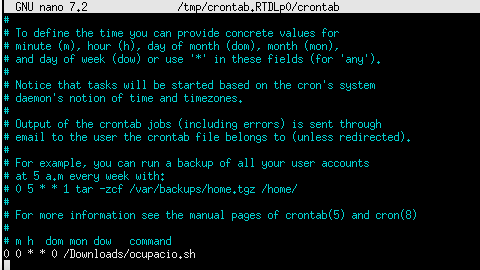 GNU nano 7.2 /tmp/crontab.RTDLp0/crontab
#
# To define the time you can provide concrete values for
# minute (m), hour (h), day of month (dom), month (mon),
# and day of week (dow) or use '*' in these fields (for 'any').
#
# Notice that tasks will be started based on the cron's system
# daemon's notion of time and timezones.
#
# Output of the crontab jobs (including errors) is sent through
# email to the user the crontab file belongs to (unless redirected).
#
# For example, you can run a backup of all your user accounts
# at 5 a.m every week with:
# 0 5 * * 1 tar -zcf /var/backups/home.tgz /home/
#
# For more information see the manual pages of crontab(5) and cron(8)
#
# m h  dom mon dow   command
0 0 * * 0 /Downloads/ocupacio.sh